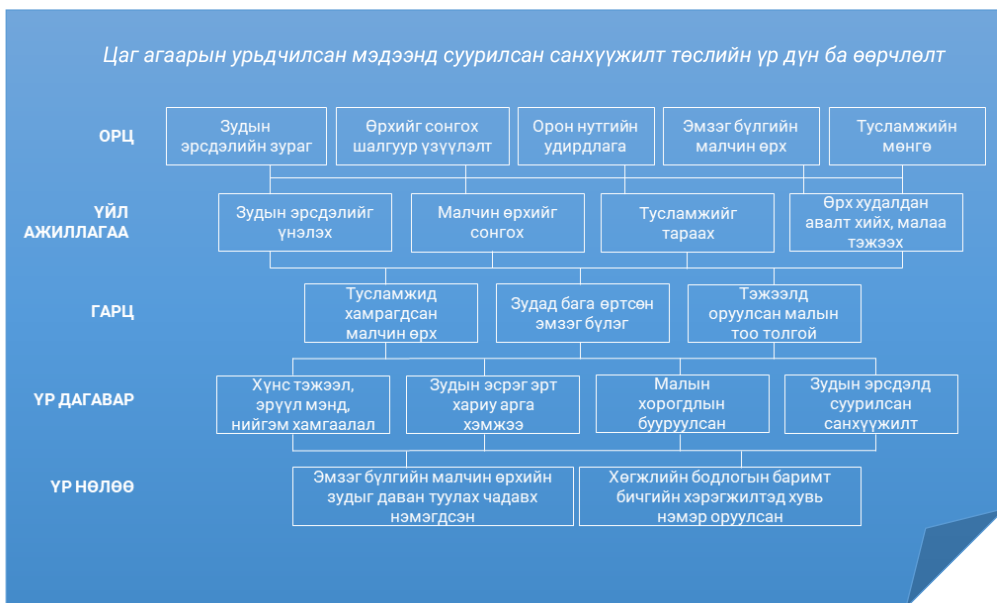 Цаг агаарын урьдчилсан мэдээнд суурилсан санхүүжилт төслийн үр дүн ба өөрчлөлт
ОРЦ
Зудын
эрсдэлийн зураг
Өрхийг сонгох
шалгуур үзүүлэлт
Орон нутгийн
удирдлага
Эмзэг бүлгийн
малчин өрх
Тусламжийн
мөнгө
ҮЙЛ
АЖИЛЛАГАА
Зудын эрсдэлийг
үнэлэх
Малчин өрхийг
сонгох
Тусламжийг
тараах
Өрх худалдан
авалт хийх, малаа
тэжээх
ГАРЦ
Тусламжид
хамрагдсан
малчин өрх
Зудад бага өртсөн
эмзэг бүлэг
Тэжээлд
оруулсан малын
тоо толгой
ҮР ДАГАВАР
Хүнс тэжээл,
эрүүл мэнд,
нийгэм хамгаалал
Зудын эсрэг эрт
хариу арга
хэмжээ
Малын
хорогдлын
бууруулсан
Зудын эрсдэлд
суурилсан
санхүүжилт
ҮР НӨЛӨӨ
Эмзэг бүлгийн малчин өрхийн
зудыг даван туулах чадавх
нэмэгдсэн
Хөгжлийн бодлогын баримт
бичгийн хэрэгжилтэд хувь
нэмэр оруулсан